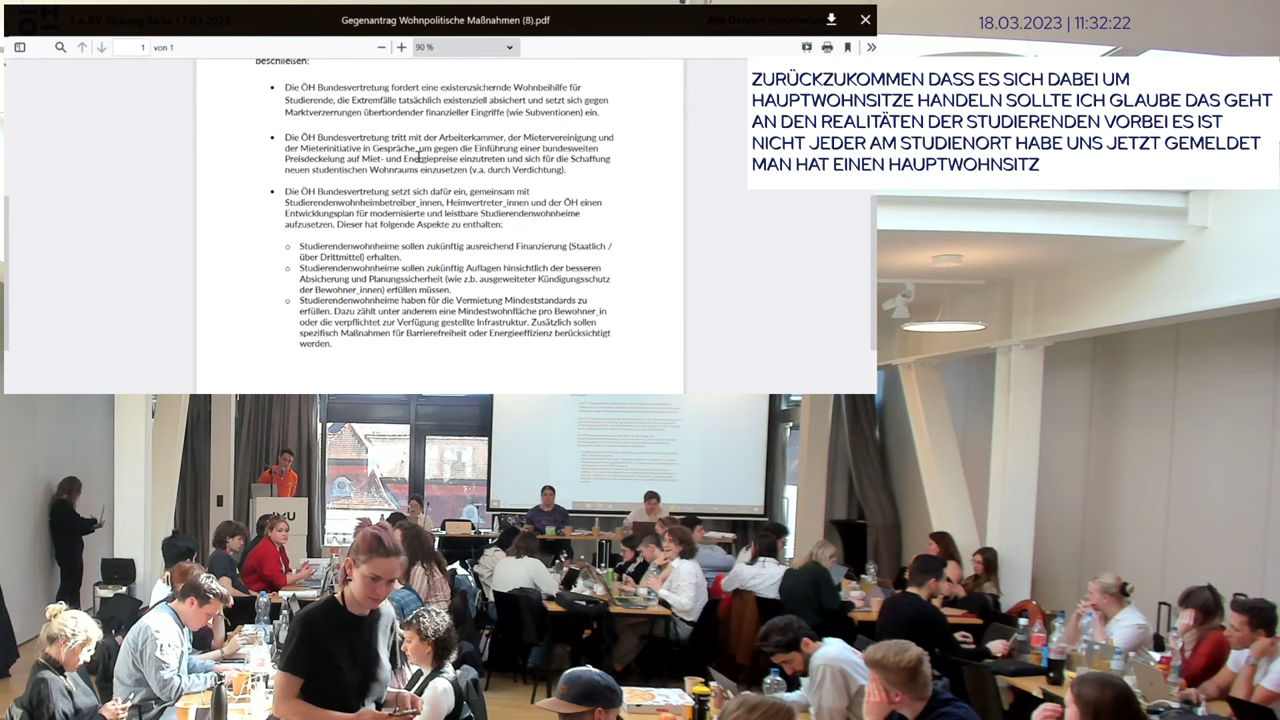 1.o.BV Sitzung SoSe 17.03.2023
Gegenantrag Wohnpolitische Maßnahmen (8).pdf
18.03.2023 | 11:32:22
1 von 1
90 %
beschließen:
• Die ÖH Bundesvertretung fordert eine existenzsichernde Wohnbeihilfe für
Studierende, die Extremfälle tatsächlich existenziell absichert und setzt sich gegen
Marktverzerrungen überbordender finanzieller Eingriffe (wie Subventionen) ein.
• Die ÖH Bundesvertretung tritt mit der Arbeiterkammer, der Mietervereinigung und
der Mieterinitiative in Gespräche, um gegen die Einführung einer bundesweiten
Preisdeckelung auf Miet- und Energiepreise einzutreten und sich für die Schaffung
neuen studentischen Wohnraums einzusetzen (v.a. durch Verdichtung).
• Die ÖH Bundesvertretung setzt sich dafür ein, gemeinsam mit
Studierendenwohnheimbetreiber_innen, Heimvertreter_innen und der ÖH einen
Entwicklungsplan für modernisierte und leistbare Studierendenwohnheime
aufzusetzen. Dieser hat folgende Aspekte zu enthalten:
o Studierendenwohnheime sollen zukünftig ausreichend Finanzierung (Staatlich /
über Drittmittel) erhalten.
o Studierendenwohnheime sollen zukünftig Auflagen hinsichtlich der besseren
Absicherung und Planungssicherheit (wie z.b. ausgeweiteter Kündigungsschutz
der Bewohner_innen) erfüllen müssen.
o Studierendenwohnheime haben für die Vermietung Mindeststandards zu
erfüllen. Dazu zählt unter anderem eine Mindestwohnfläche pro Bewohner_in
oder die verpflichtet zur Verfügung gestellte Infrastruktur. Zusätzlich sollen
spezifisch Maßnahmen für Barrierefreiheit oder Energieeffizienz berücksichtigt
werden.
ZURÜCKZUKOMMEN DASS ES SICH DABEI UM
HAUPTWOHNSITZE HANDELN SOLLTE ICH GLAUBE DAS GEHT
AN DEN REALITÄTEN DER STUDIERENDEN VORBEI ES IST
NICHT JEDER AM STUDIENORT HABE UNS JETZT GEMELDET
MAN HAT EINEN HAUPTWOHNSITZ